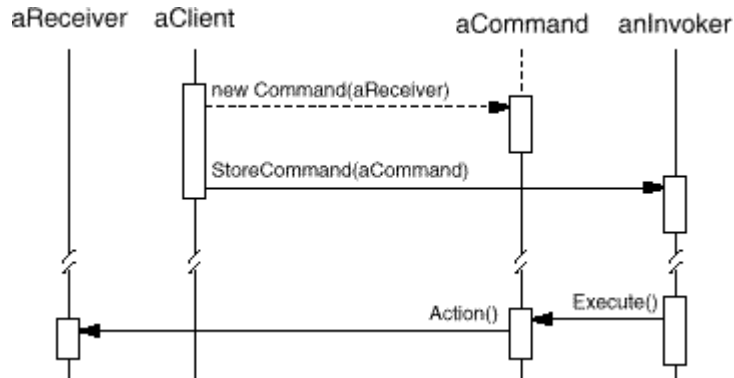 aReceiver aClient aCommand anInvoker
new Command(aReceiver)
StoreCommand(aCommand)
Action() Execute()